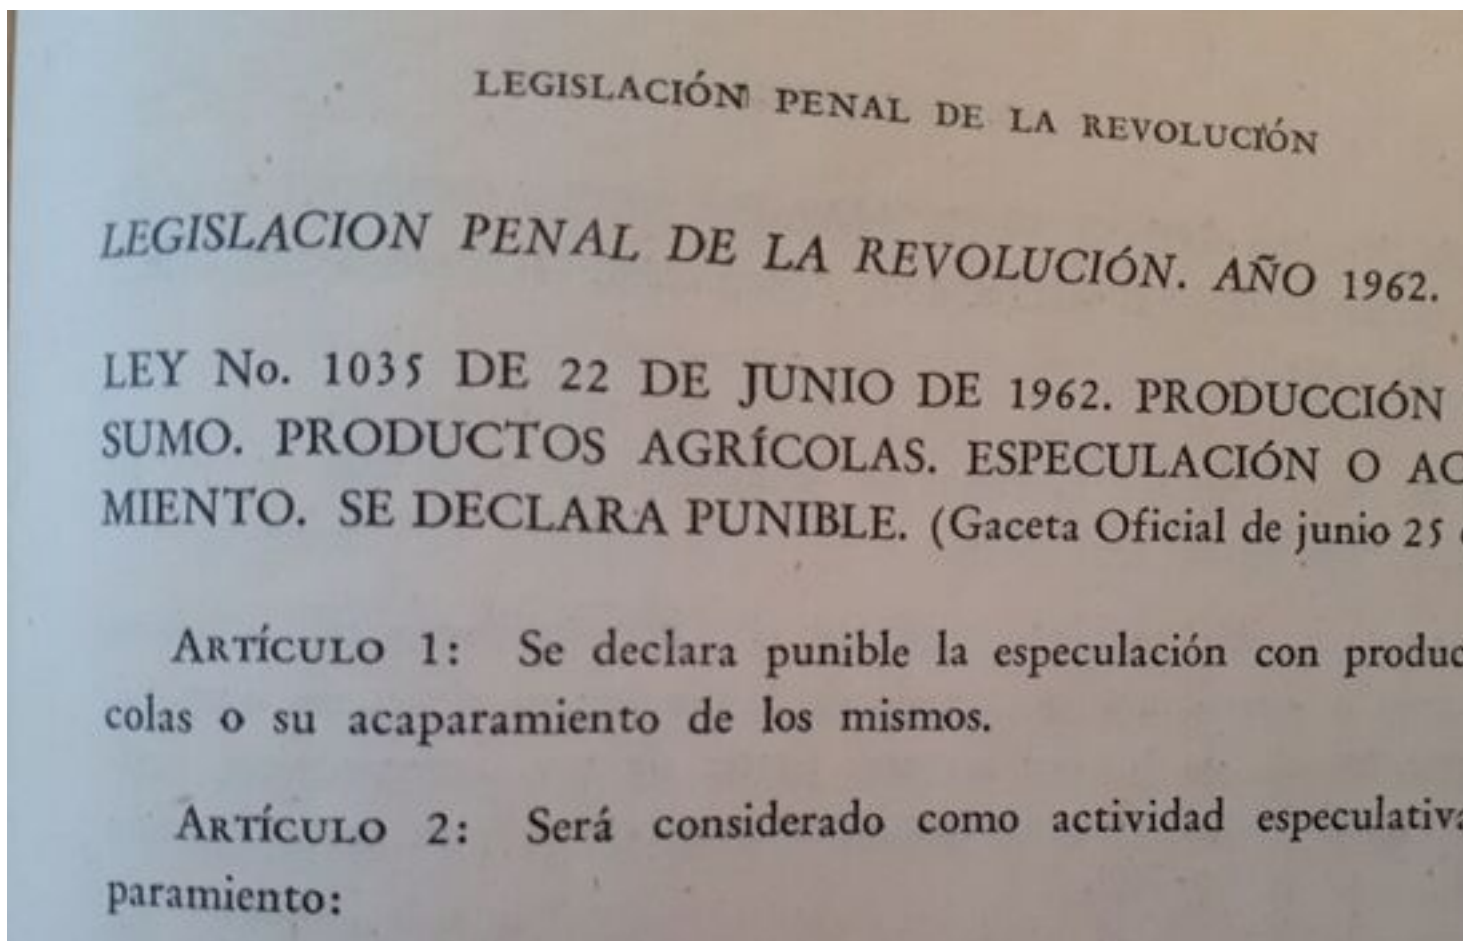 LEGISLACIÓN PENAL DE LA REVOLUCIÓN
LEGISLACION PENAL DE LA REVOLUCIÓN. AÑO 1962.
LEY No. 1035 DE 22 DE JUNIO DE 1962. PRODUCCIÓN
SUMO. PRODUCTOS AGRÍCOLAS. ESPECULACIÓN O AC
MIENTO. SE DECLARA PUNIBLE. (Gaceta Oficial de junio 25
ARTÍCULO 1: Se declara punible la especulación con produc
colas o su acaparamiento de los mismos.
ARTÍCULO 2: Será considerado como actividad especulativa
paramiento: